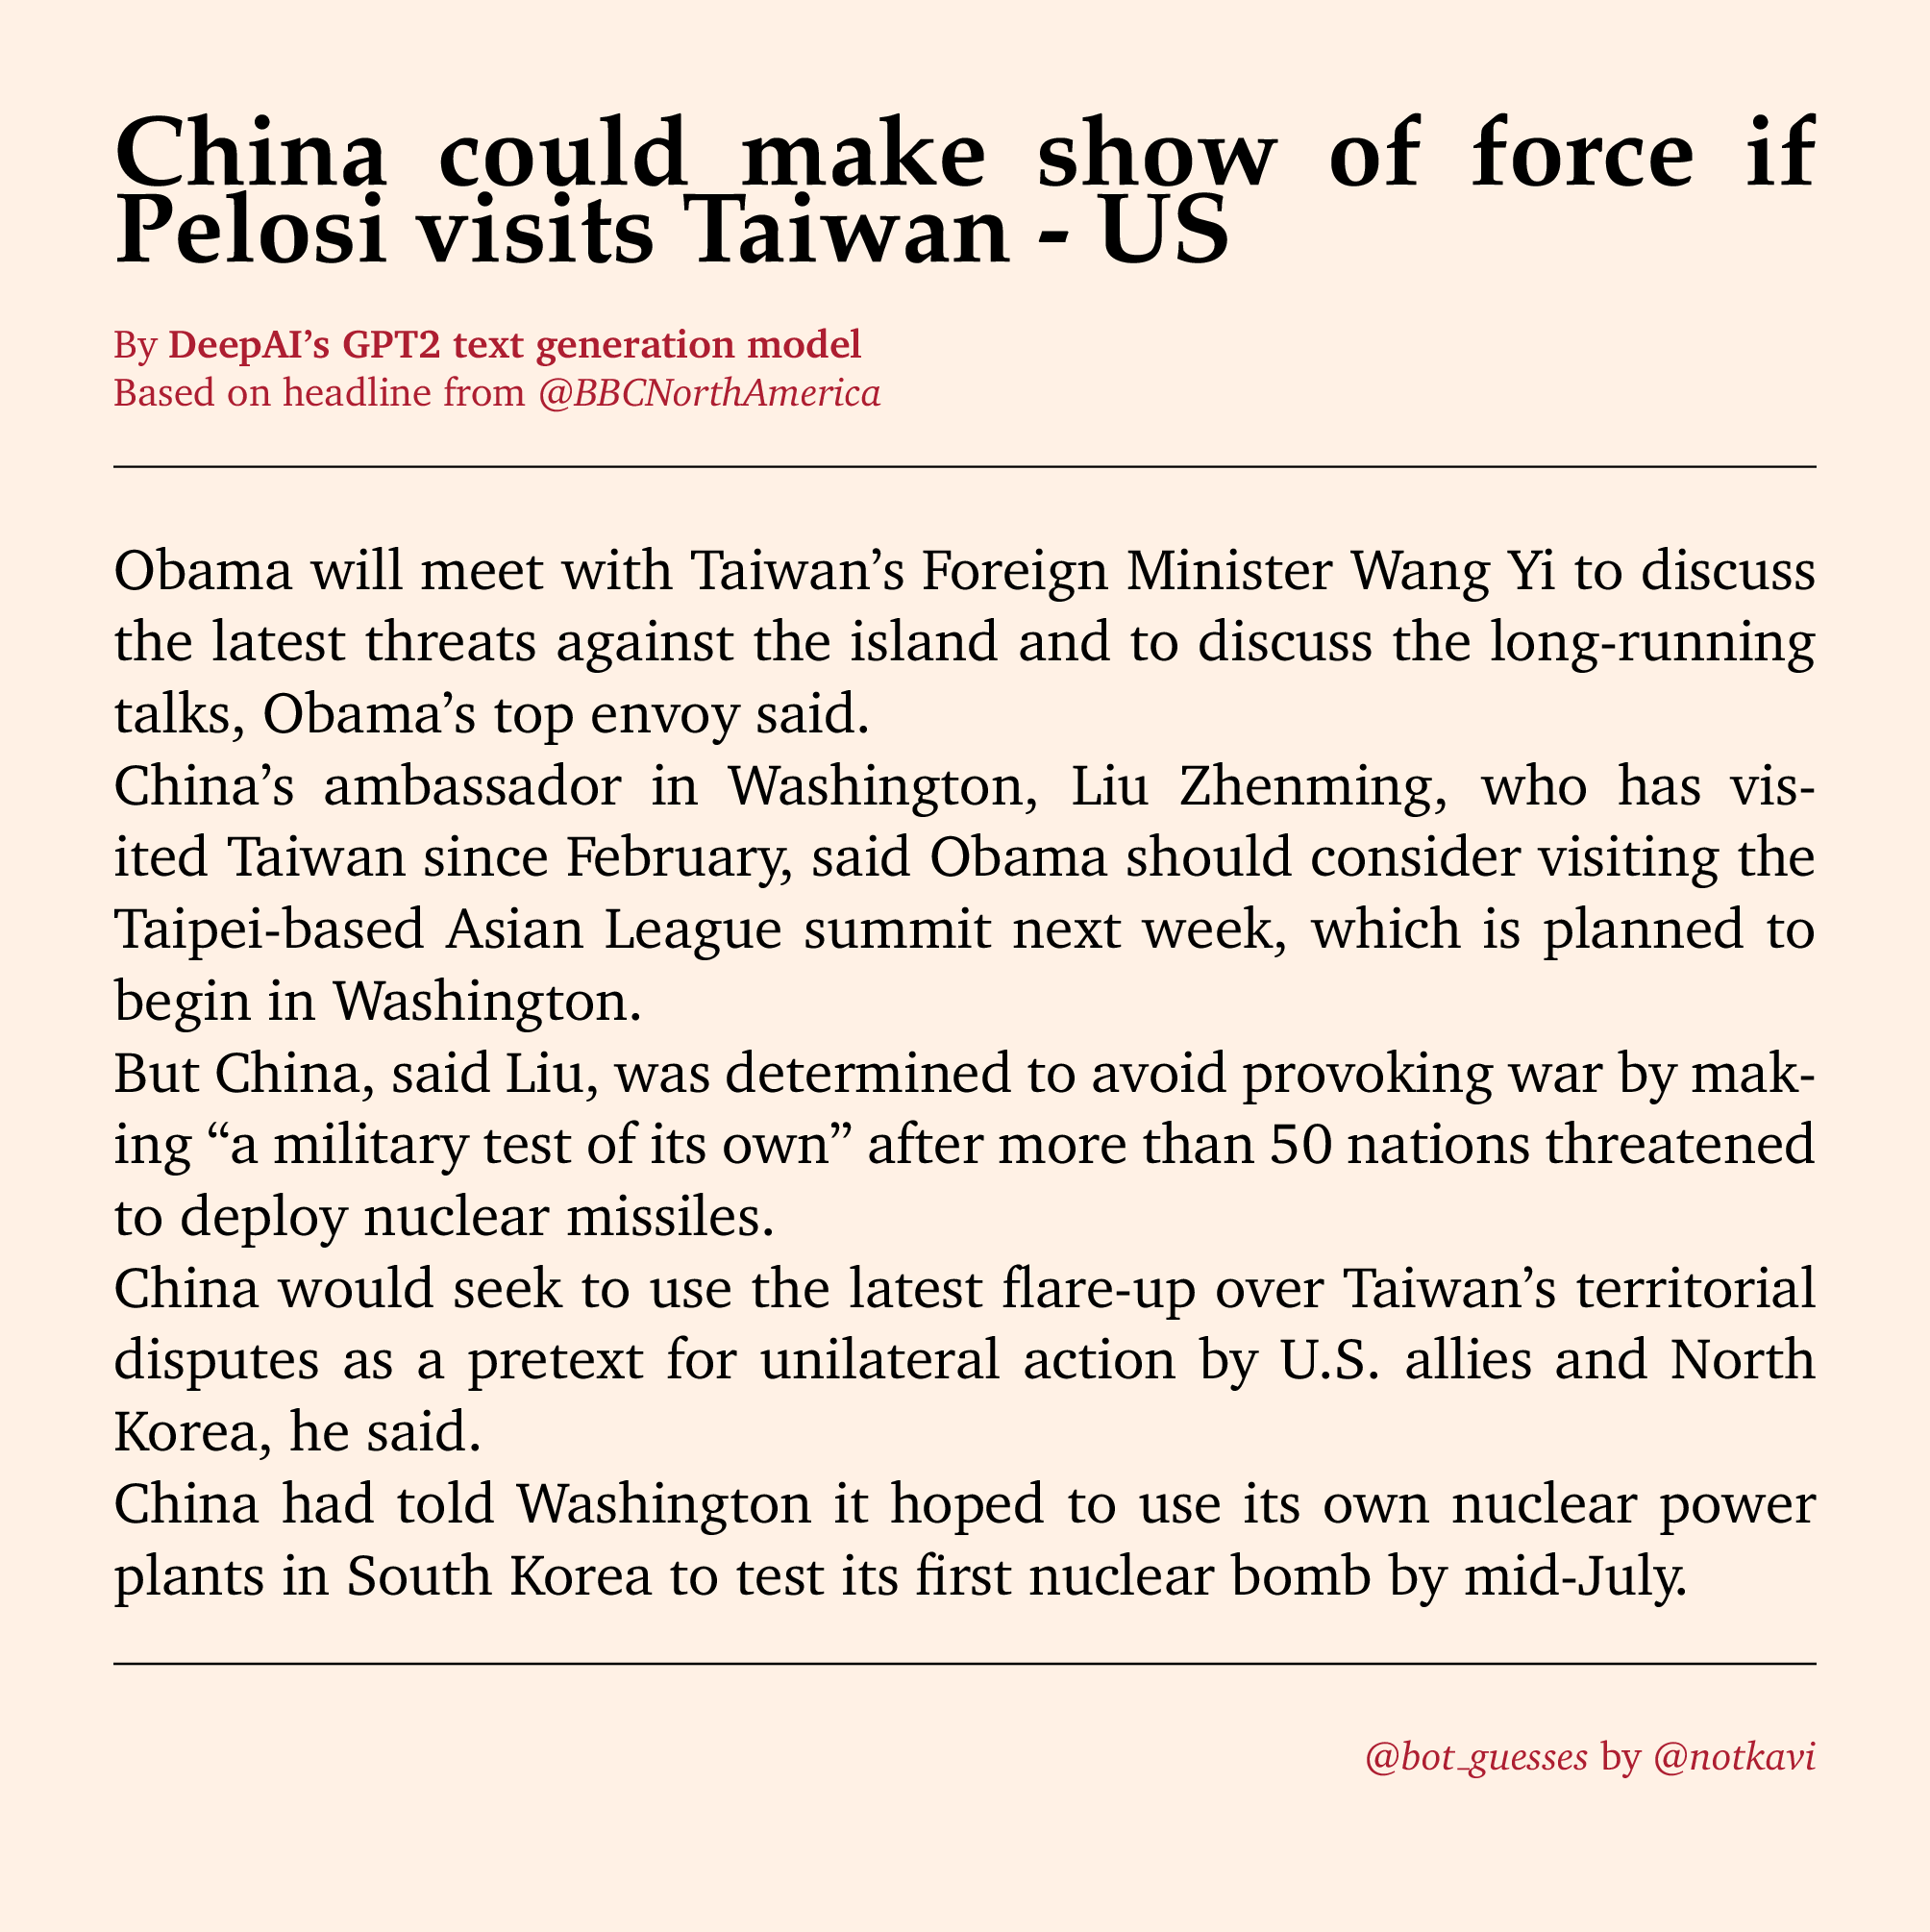 China could make show of force if
Pelosi visits Taiwan - US
By DeepAI’s GPT2 text generation model
Based on headline from @BBCNorthAmerica
Obama will meet with Taiwan’s Foreign Minister Wang Yi to discuss
the latest threats against the island and to discuss the long-running
talks, Obama’s top envoy said.
China’s ambassador in Washington, Liu Zhenming, who has vis-
ited Taiwan since February, said Obama should consider visiting the
Taipei-based Asian League summit next week, which is planned to
begin in Washington.
But China, said Liu, was determined to avoid provoking war by mak-
ing “a military test of its own” after more than 50 nations threatened
to deploy nuclear missiles.
China would seek to use the latest flare-up over Taiwan’s territorial
disputes as a pretext for unilateral action by U.S. allies and North
Korea, he said.
China had told Washington it hoped to use its own nuclear power
plants in South Korea to test its first nuclear bomb by mid-July.
@bot_guesses by @notkavi